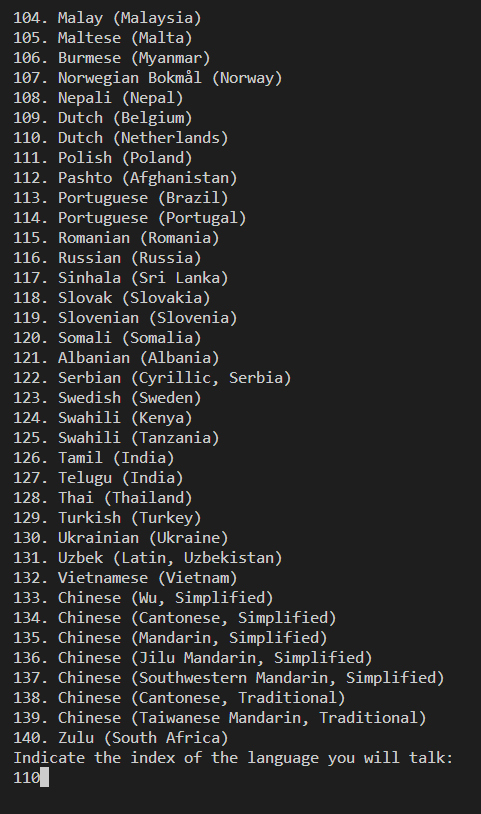 104. Malay (Malaysia)
105. Maltese (Malta)
106. Burmese (Myanmar)
107. Norwegian Bokmål (Norway)
108. Nepali (Nepal)
109. Dutch (Belgium)
110. Dutch (Netherlands)
111. Polish (Poland)
112. Pashto (Afghanistan)
113. Portuguese (Brazil)
114. Portuguese (Portugal)
115. Romanian (Romania)
116. Russian (Russia)
117. Sinhala (Sri Lanka)
118. Slovak (Slovakia)
119. Slovenian (Slovenia)
120. Somali (Somalia)
121. Albanian (Albania)
122. Serbian (Cyrillic, Serbia)
123. Swedish (Sweden)
124. Swahili (Kenya)
125. Swahili (Tanzania)
126. Tamil (India)
127. Telugu (India)
128. Thai (Thailand)
129. Turkish (Turkey)
130. Ukrainian (Ukraine)
131. Uzbek (Latin, Uzbekistan)
132. Vietnamese (Vietnam)
133. Chinese (Wu, Simplified)
134. Chinese (Cantonese, Simplified)
135. Chinese (Mandarin, Simplified)
136. Chinese (Jilu Mandarin, Simplified)
137. Chinese (Southwestern Mandarin, Simplified)
138. Chinese (Cantonese, Traditional)
139. Chinese (Taiwanese Mandarin, Traditional)
140. Zulu (South Africa)
Indicate the index of the language you will talk:
110